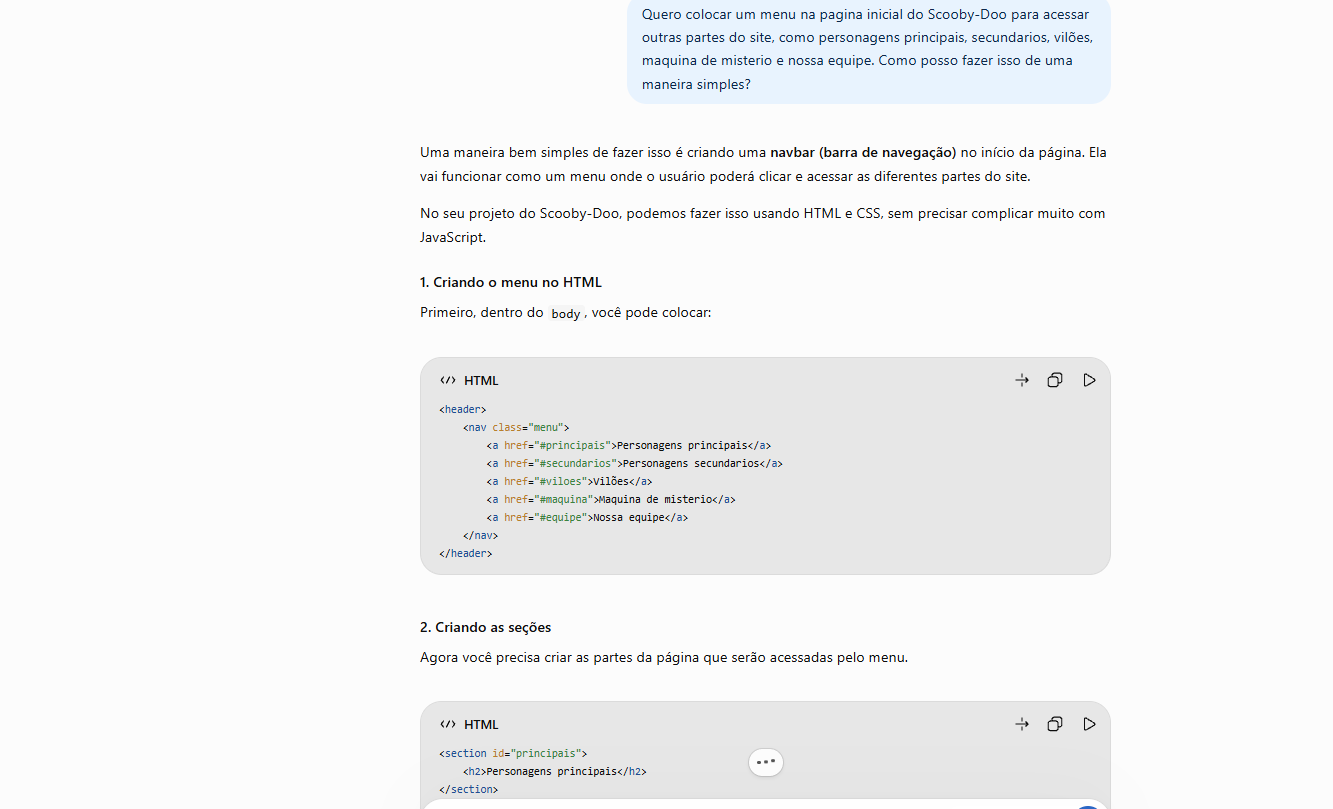 Quero colocar um menu na pagina inicial do Scooby-Doo para acessar
outras partes do site, como personagens principais, secundarios, vilões,
maquina de misterio e nossa equipe. Como posso fazer isso de uma
maneira simples?
Uma maneira bem simples de fazer isso é criando uma navbar (barra de navegação) no início da página. Ela
vai funcionar como um menu onde o usuário poderá clicar e acessar as diferentes partes do site.
No seu projeto do Scooby-Doo, podemos fazer isso usando HTML e CSS, sem precisar complicar muito com
JavaScript.
1. Criando o menu no HTML
Primeiro, dentro do body, você pode colocar:
</> HTML
<header>
    <nav class="menu">
        <a href="#principais">Personagens principais</a>
        <a href="#secundarios">Personagens secundarios</a>
        <a href="#viloes">Vilões</a>
        <a href="#maquina">Maquina de misterio</a>
        <a href="#equipe">Nossa equipe</a>
    </nav>
</header>
2. Criando as seções
Agora você precisa criar as partes da página que serão acessadas pelo menu.
</> HTML
<section id="principais">
    <h2>Personagens principais</h2>
</section>